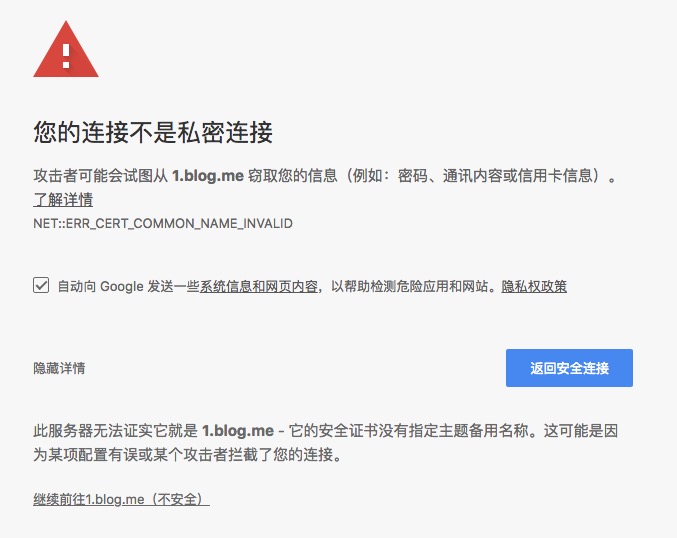 您的连接不是私密连接
攻击者可能会试图从 1.blog.me 窃取您的信息（例如：密码、通讯内容或信用卡信息）。
了解详情
NET::ERR_CERT_COMMON_NAME_INVALID
自动向 Google 发送一些系统信息和网页内容，以帮助检测危险应用和网站。隐私权政策
隐藏详情
返回安全连接
此服务器无法证实它就是 1.blog.me - 它的安全证书没有指定主题备用名称。这可能是因
为某项配置有误或某个攻击者拦截了您的连接。
继续前往1.blog.me（不安全）